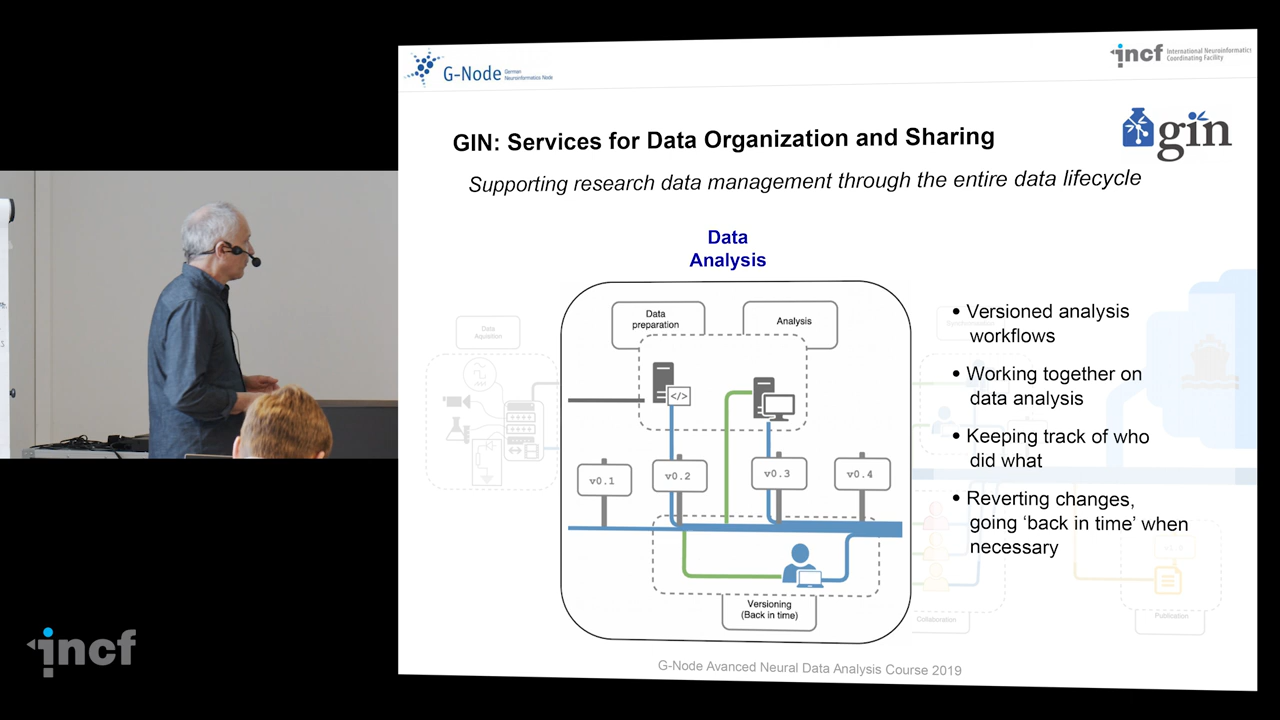 G-Node German
Neuroinformatics Node
incf International Neuroinformatics
Coordinating Facility
GIN: Services for Data Organization and Sharing
gin
Supporting research data management through the entire data lifecycle
Data
Analysis
Data
preparation
Analysis
Data
Aquisition
</>
v0.1
v0.2
v0.3
v0.4
Versioning
(Back in time)
• Versioned analysis
workflows
• Working together on
data analysis
• Keeping track of who
did what
• Reverting changes,
going ‘back in time’ when
necessary
Collaboration
Publication
G-Node Avanced Neural Data Analysis Course 2019
incf